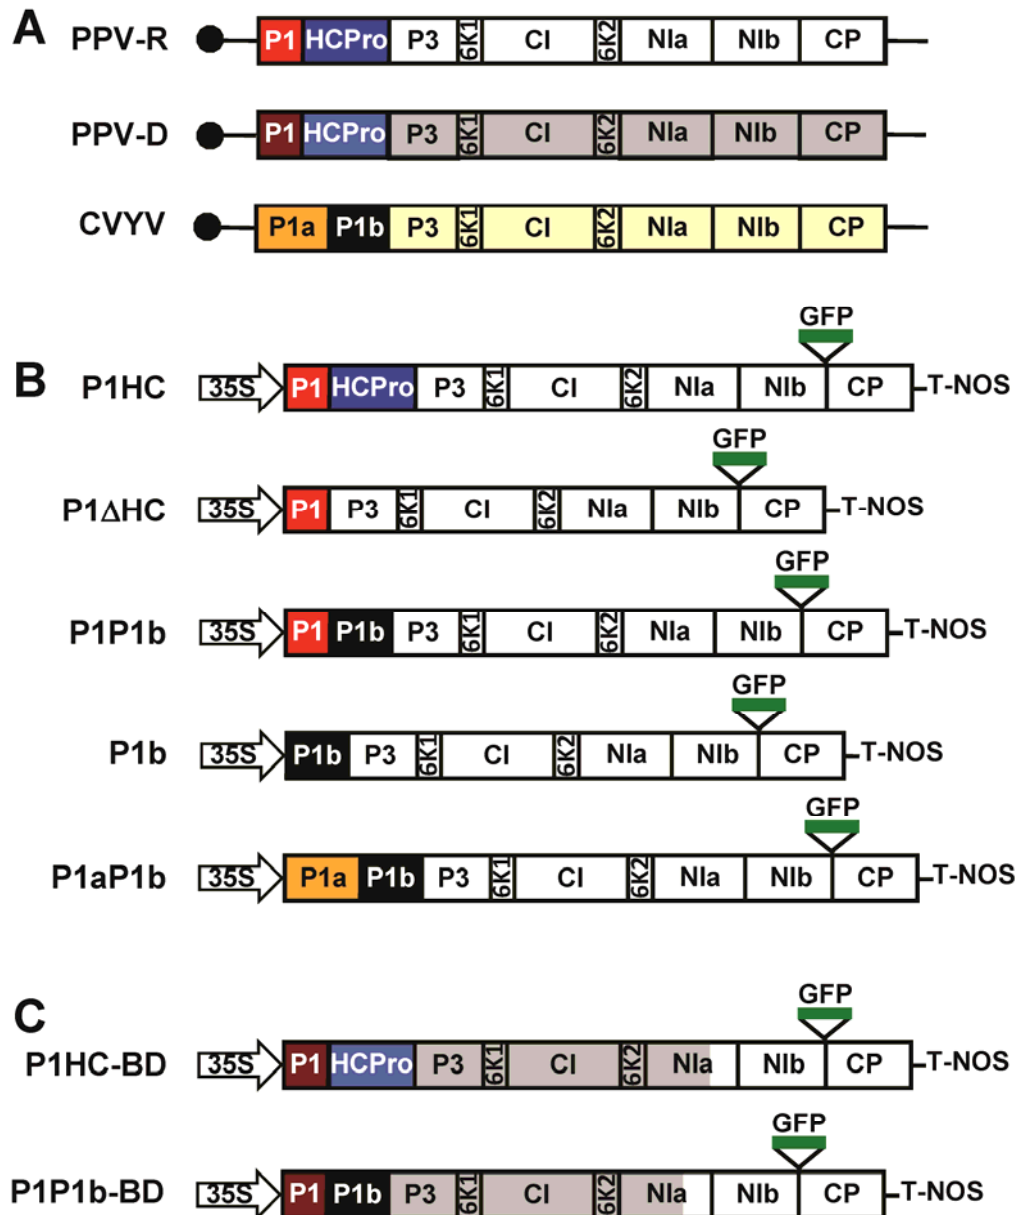 A PPV-R P1 HCPro P3 6K1 CI 6K2 NIa NIb CP
PPV-D P1 HCPro P3 6K1 CI 6K2 NIa NIb CP
CVYV P1a P1b P3 6K1 CI 6K2 NIa NIb CP
GFP
B P1HC 35S P1 HCPro P3 6K1 CI 6K2 NIa NIb CP T-NOS
GFP
P1ΔHC 35S P1 P3 6K1 CI 6K2 NIa NIb CP T-NOS
GFP
P1P1b 35S P1 P1b P3 6K1 CI 6K2 NIa NIb CP T-NOS
GFP
P1b 35S P1b P3 6K1 CI 6K2 NIa NIb CP T-NOS
GFP
P1aP1b 35S P1a P1b P3 6K1 CI 6K2 NIa NIb CP T-NOS
C GFP
P1HC-BD 35S P1 HCPro P3 6K1 CI 6K2 NIa NIb CP T-NOS
GFP
P1P1b-BD 35S P1 P1b P3 6K1 CI 6K2 NIa NIb CP T-NOS